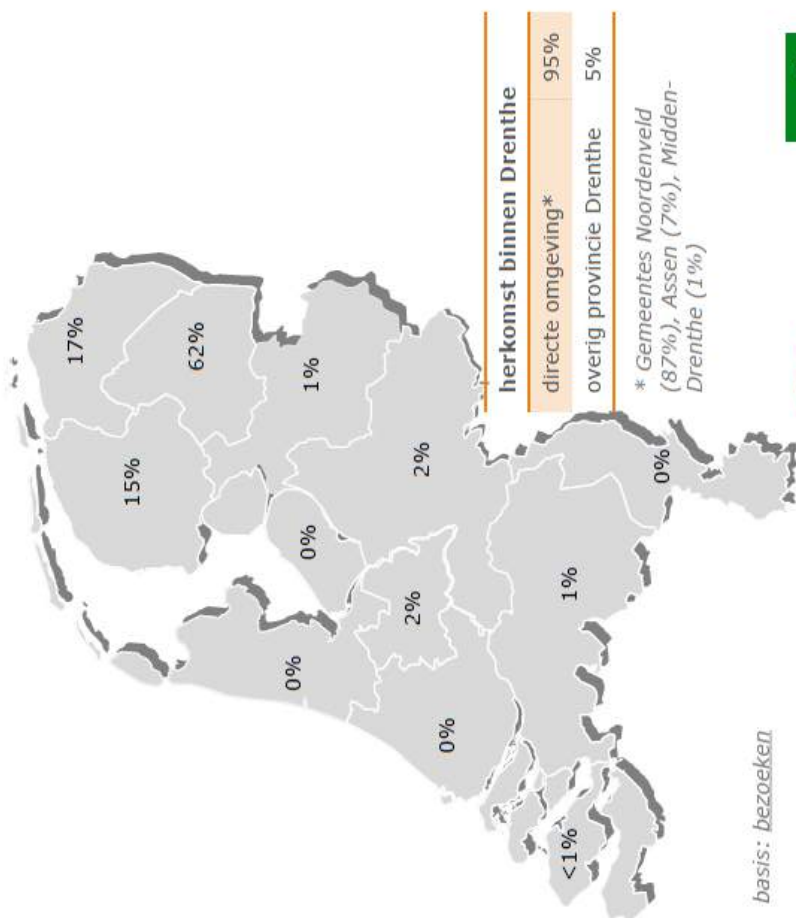 17%
15%
62%
1%
0%
2%
0%
2%
0%
1%
0%
<1%
herkomst binnen Drenthe
directe omgeving* 95%
overig provincie Drenthe 5%
* Gemeentes Noordenveld
(87%), Assen (7%), Midden-
Drenthe (1%)
basis: bezoeken